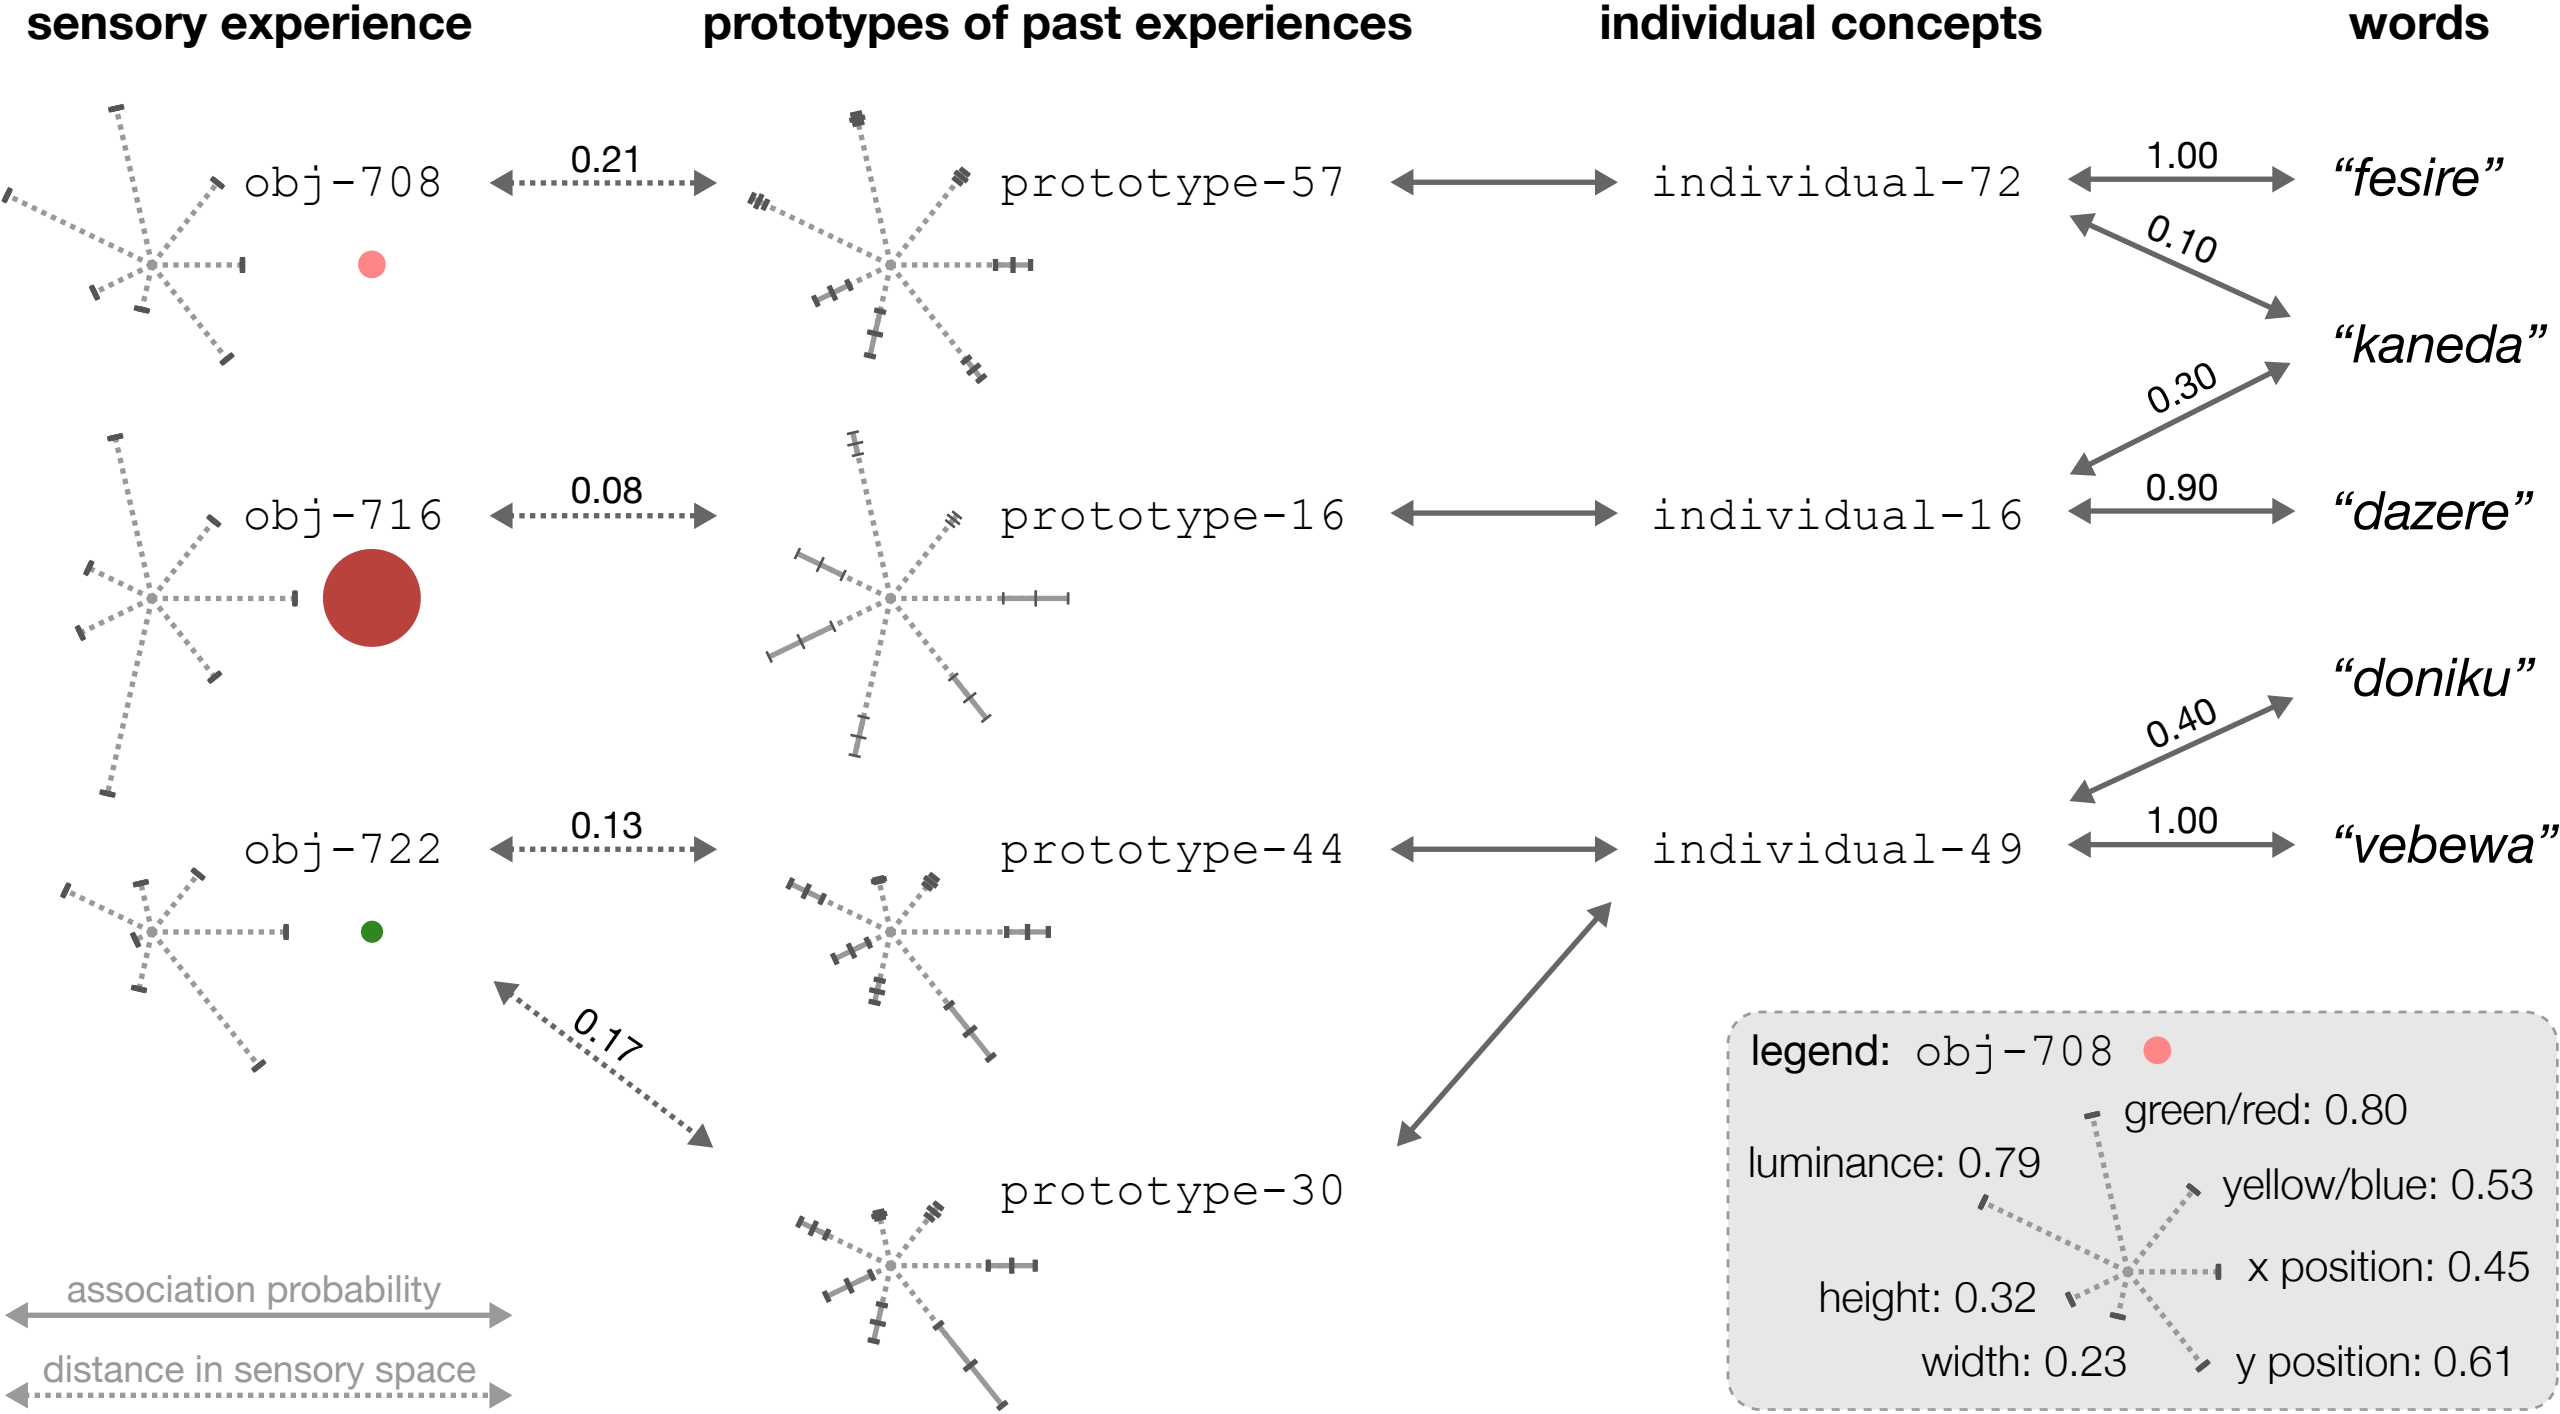 sensory experience prototypes of past experiences individual concepts words
obj-708 0.21 prototype-57 individual-72 1.00 “fesire”
0.10
“kaneda”
0.30
obj-716 0.08 prototype-16 individual-16 0.90 “dazere”
“doniku”
0.40
obj-722 0.13 prototype-44 individual-49 1.00 “vebewa”
0.17
prototype-30
legend: obj-708
green/red: 0.80
luminance: 0.79
yellow/blue: 0.53
x position: 0.45
height: 0.32
width: 0.23
y position: 0.61
association probability
distance in sensory space